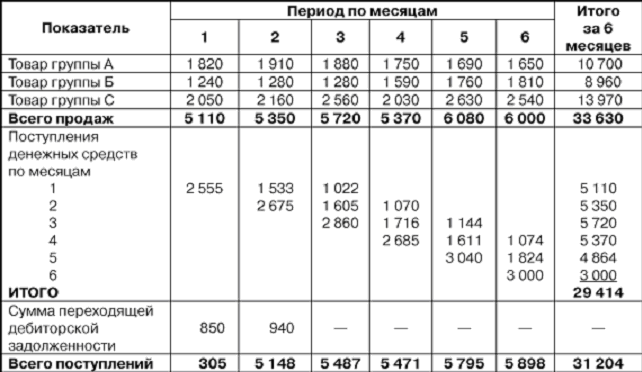 Показатель Период по месяцам Итого за 6 месяцев
1 2 3 4 5 6
Товар группы А 1 820 1 910 1 880 1 750 1 690 1 650 10 700
Товар группы Б 1 240 1 280 1 280 1 590 1 760 1 810 8 960
Товар группы С 2 050 2 160 2 560 2 030 2 630 2 540 13 970
Всего продаж 5 110 5 350 5 720 5 370 6 080 6 000 33 630
Поступления
денежных средств
по месяцам
1 2 555 1 533 1 022 5 110
2 2 675 1 605 1 070 5 350
3 2 860 1 716 1 144 5 720
4 2 685 1 611 1 074 5 370
5 3 040 1 824 4 864
6 3 000 3 000
ИТОГО 29 414
Сумма переходящей
дебиторской 850 940 — — — —
задолженности
Всего поступлений 305 5 148 5 487 5 471 5 795 5 898 31 204